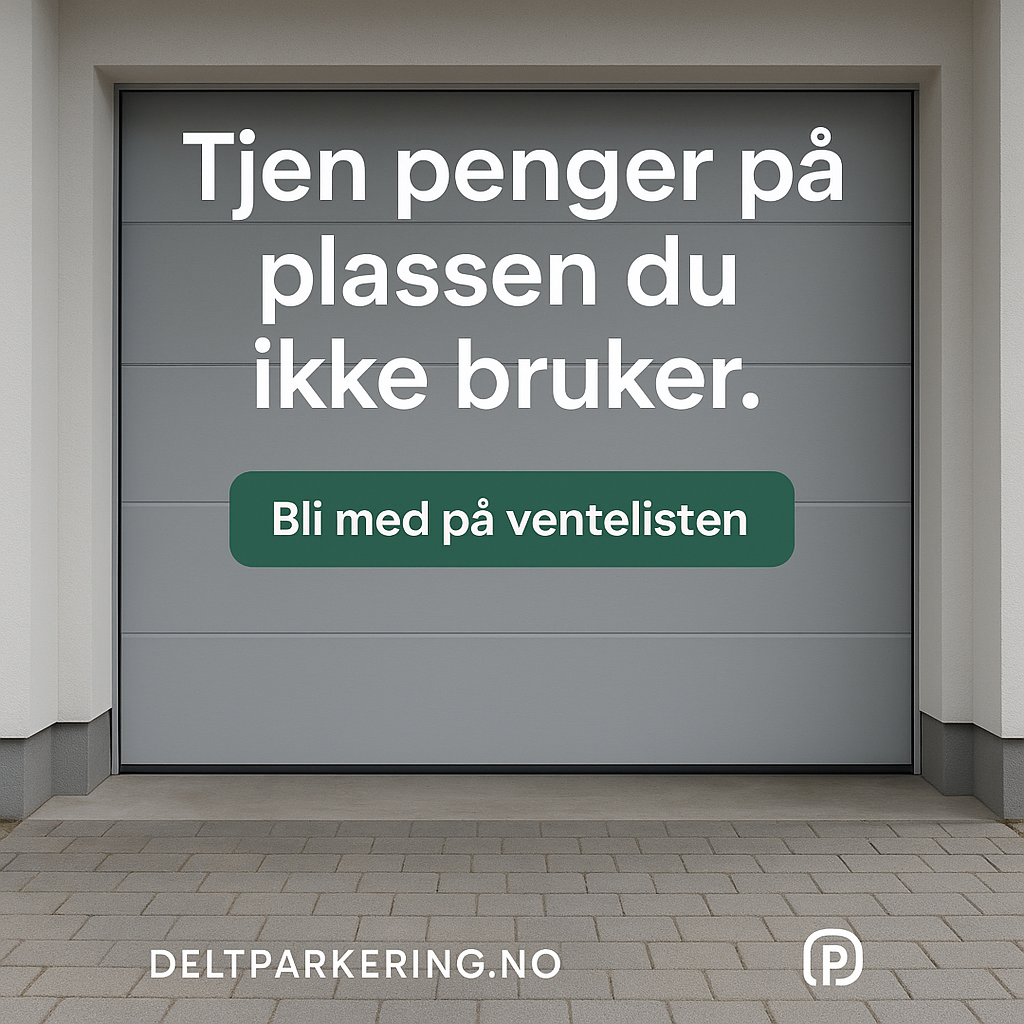 Tjen penger på
plassen du
ikke bruker.
Bli med på ventelisten
DELTPARKERING.NO
P